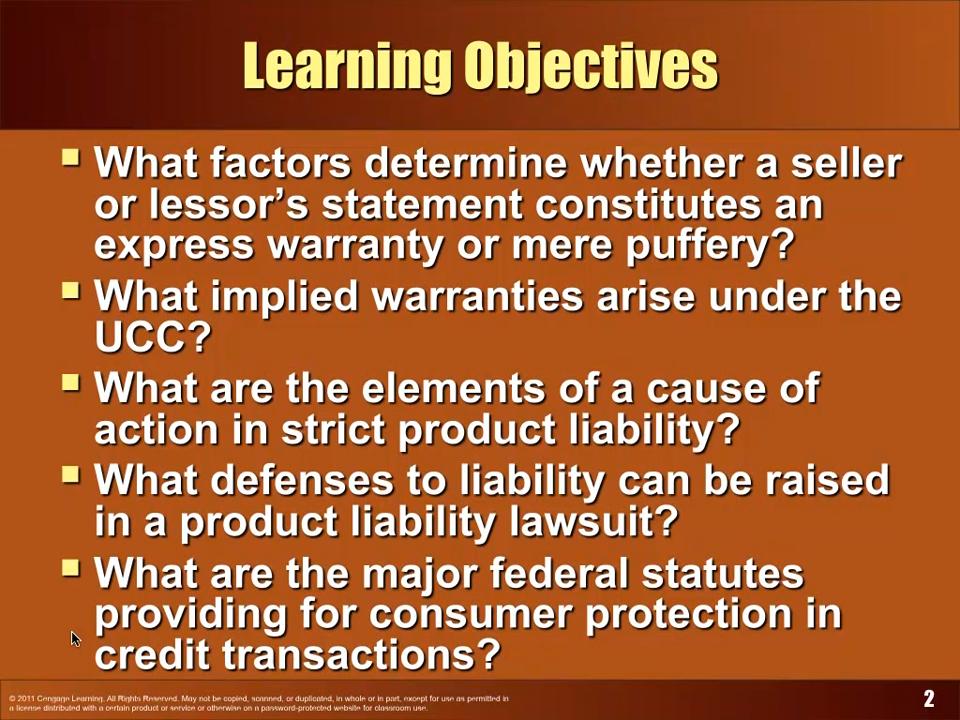 Learning Objectives
What factors determine whether a seller
or lessor’s statement constitutes an
express warranty or mere puffery?
What implied warranties arise under the
UCC?
What are the elements of a cause of
action in strict product liability?
What defenses to liability can be raised
in a product liability lawsuit?
What are the major federal statutes
providing for consumer protection in
credit transactions?
© 2011 Cengage Learning. All Rights Reserved. May not be copied, scanned, or duplicated, in whole or in part, except for use as permitted in
a license distributed with a certain product or service or otherwise on a password-protected website for classroom use.
2